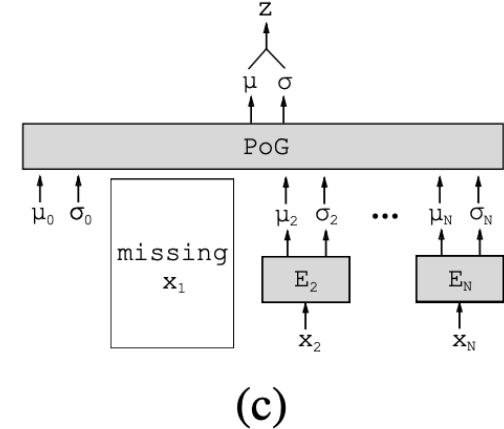 z
μ σ
PoG
μ₀ σ₀ μ₂ σ₂ ••• μ_N σ_N
missing
x₁
E₂ E_N
x₂ x_N
(c)